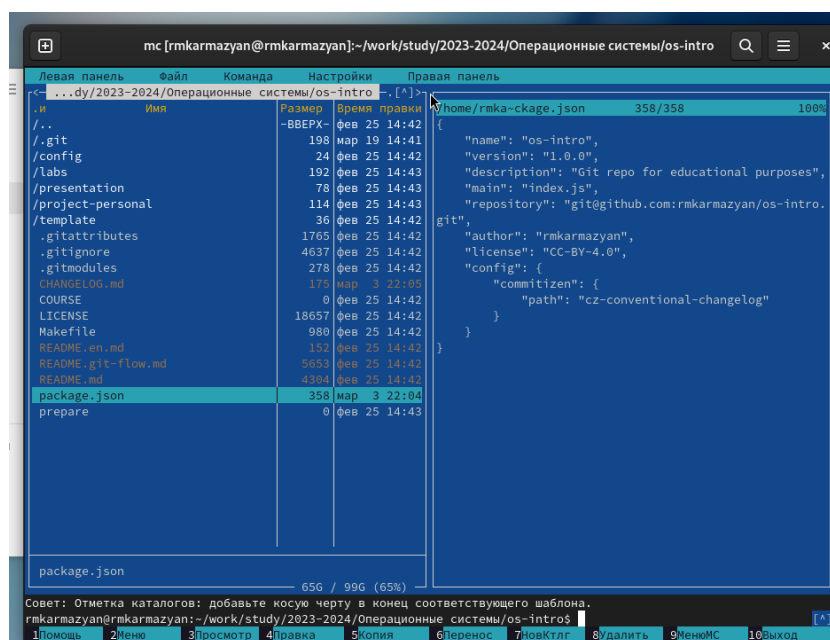 mc [rmkarmazyan@rmkarmazyan]:~/work/study/2023-2024/Операционные системы/os-intro
Левая панель Файл Команда Настройки Правая панель
<— ...dy/2023-2024/Операционные системы/os-intro —.[^]>
.и Имя Размер Время правки
/.. -ВВЕРХ- фев 25 14:42
/.git 198 мар 19 14:41
/config 24 фев 25 14:42
/labs 192 фев 25 14:43
/presentation 78 фев 25 14:43
/project-personal 114 фев 25 14:43
/template 36 фев 25 14:42
.gitattributes 1765 фев 25 14:42
.gitignore 4637 фев 25 14:42
.gitmodules 278 фев 25 14:42
CHANGELOG.md 175 мар 3 22:05
COURSE 0 фев 25 14:42
LICENSE 18657 фев 25 14:42
Makefile 980 фев 25 14:42
README.en.md 152 фев 25 14:42
README.git-flow.md 5653 фев 25 14:42
README.md 4304 фев 25 14:42
package.json 358 мар 3 22:04
prepare 0 фев 25 14:43
package.json
65G / 99G (65%)
/home/rmka~ckage.json 358/358 100%
{
"name": "os-intro",
"version": "1.0.0",
"description": "Git repo for educational purposes",
"main": "index.js",
"repository": "git@github.com:rmkarmazyan/os-intro.
git",
"author": "rmkarmazyan",
"license": "CC-BY-4.0",
"config": {
"commitizen": {
"path": "cz-conventional-changelog"
}
}
}
Совет: Отметка каталогов: добавьте косую черту в конец соответствующего шаблона.
rmkarmazyan@rmkarmazyan:~/work/study/2023-2024/Операционные системы/os-intro$ [^]
1Помощь 2Меню 3Просмотр 4Правка 5Копия 6Перенос 7НовКтлг 8Удалить 9МенюMC 10Выход